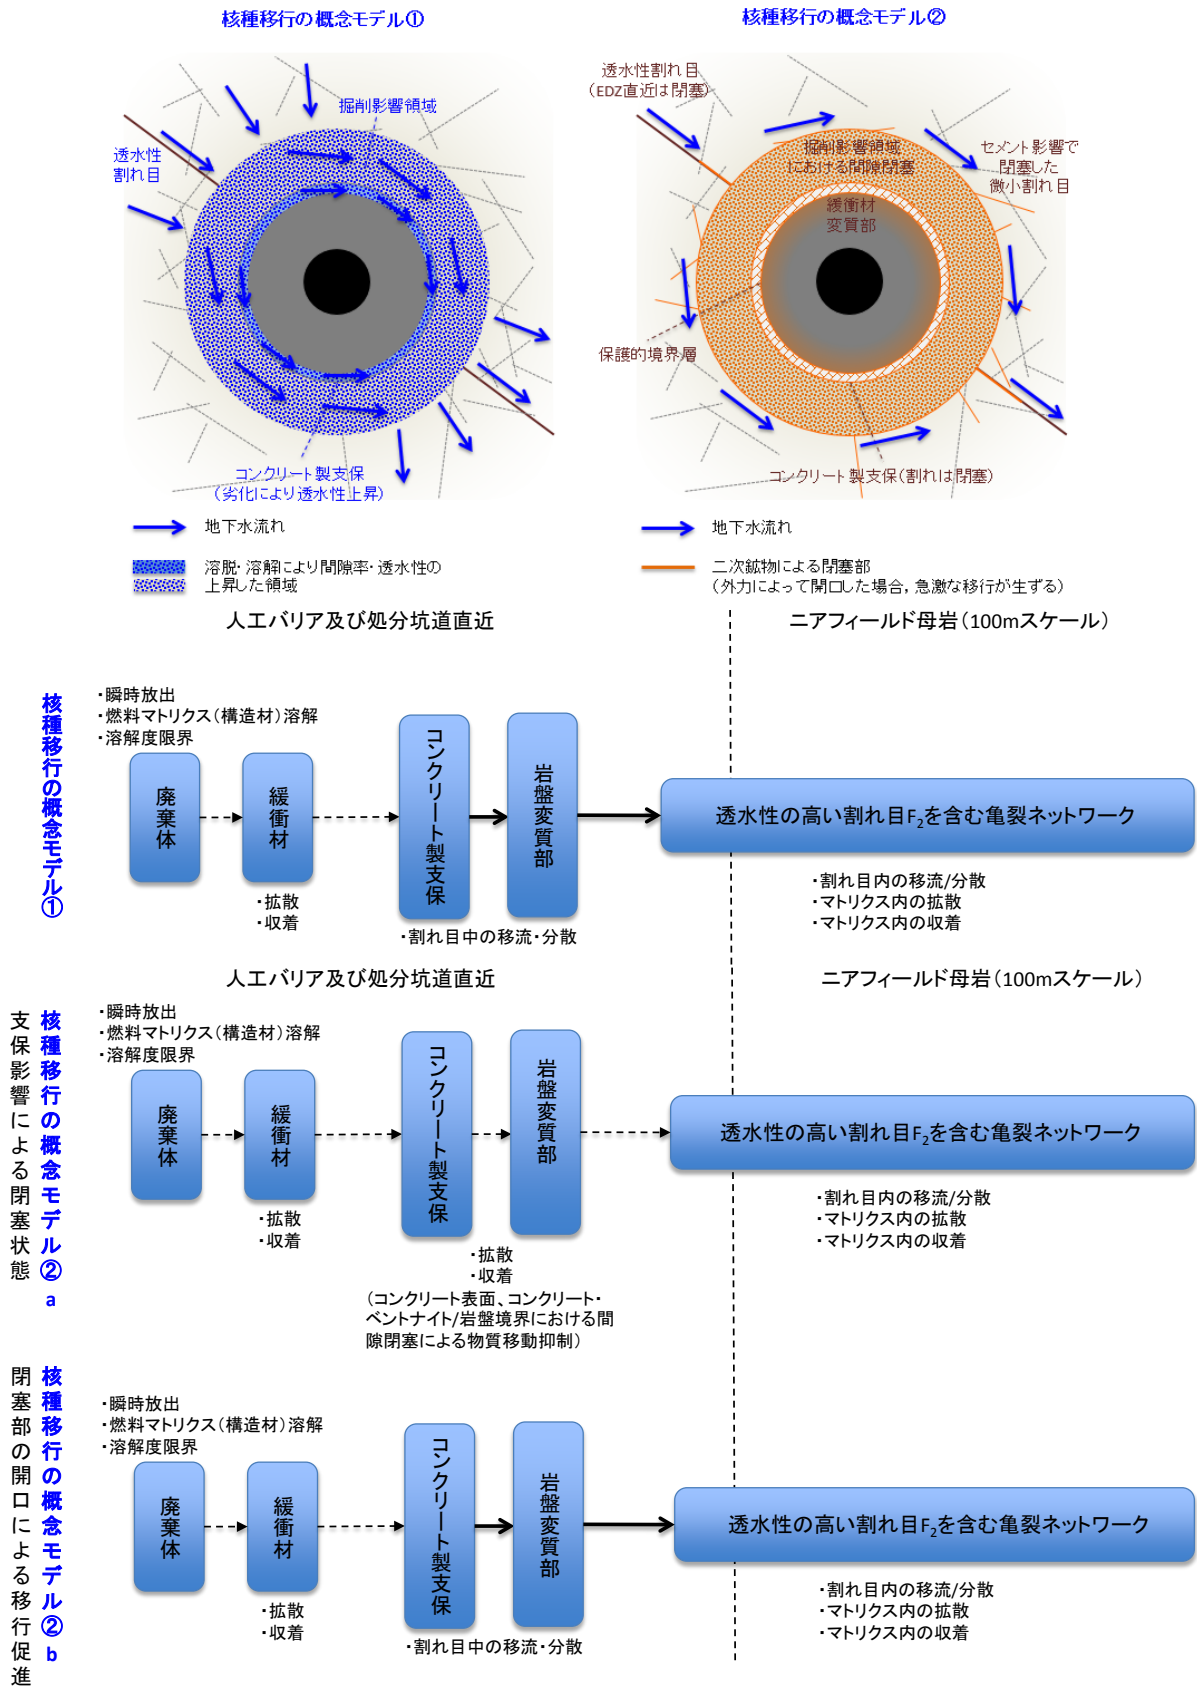 核種移行の概念モデル①
核種移行の概念モデル②
掘削影響領域
透水性
割れ目
コンクリート製支保
（劣化により透水性上昇）
透水性割れ目
（EDZ直近は閉塞）
掘削影響領域
における間隙閉塞
セメント影響で
閉塞した
微小割れ目
緩衝材
変質部
保護的境界層
コンクリート製支保（割れは閉塞）
地下水流れ
溶脱・溶解により間隙率・透水性の
上昇した領域
地下水流れ
二次鉱物による閉塞部
（外力によって開口した場合，急激な移行が生ずる）
人工バリア及び処分坑道直近
ニアフィールド母岩（100mスケール）
核種移行の概念モデル①
・瞬時放出
・燃料マトリクス（構造材）溶解
・溶解度限界
廃棄体
緩衝材
コンクリート製支保
岩盤変質部
透水性の高い割れ目F2を含む亀裂ネットワーク
・拡散
・収着
・割れ目中の移流・分散
・割れ目内の移流/分散
・マトリクス内の拡散
・マトリクス内の収着
人工バリア及び処分坑道直近
ニアフィールド母岩（100mスケール）
核種移行の概念モデル②a
支保影響による閉塞状態
・瞬時放出
・燃料マトリクス（構造材）溶解
・溶解度限界
廃棄体
緩衝材
コンクリート製支保
岩盤変質部
透水性の高い割れ目F2を含む亀裂ネットワーク
・拡散
・収着
・拡散
・収着
（コンクリート表面、コンクリート・
ベントナイト/岩盤境界における間
隙閉塞による物質移動抑制）
・割れ目内の移流/分散
・マトリクス内の拡散
・マトリクス内の収着
核種移行の概念モデル②b
閉塞部の開口による移行促進
・瞬時放出
・燃料マトリクス（構造材）溶解
・溶解度限界
廃棄体
緩衝材
コンクリート製支保
岩盤変質部
透水性の高い割れ目F2を含む亀裂ネットワーク
・拡散
・収着
・割れ目中の移流・分散
・割れ目内の移流/分散
・マトリクス内の拡散
・マトリクス内の収着